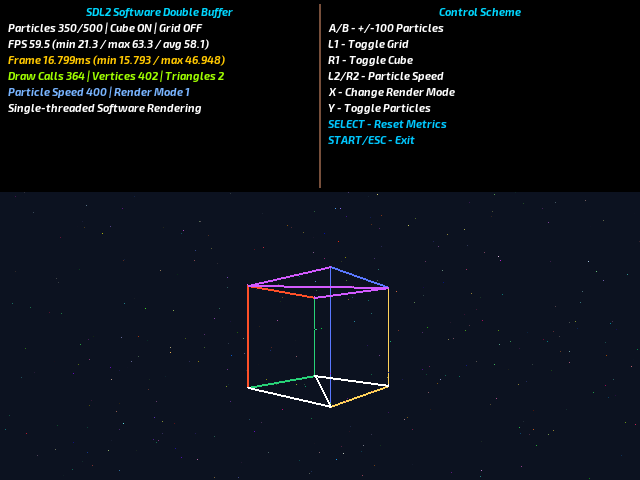 SDL2 Software Double Buffer
Particles 350/500 | Cube ON | Grid OFF
FPS 59.5 (min 21.3 / max 63.3 / avg 58.1)
Frame 16.799ms (min 15.793 / max 46.948)
Draw Calls 364 | Vertices 402 | Triangles 2
Particle Speed 400 | Render Mode 1
Single-threaded Software Rendering
Control Scheme
A/B - +/-100 Particles
L1 - Toggle Grid
R1 - Toggle Cube
L2/R2 - Particle Speed
X - Change Render Mode
Y - Toggle Particles
SELECT - Reset Metrics
START/ESC - Exit